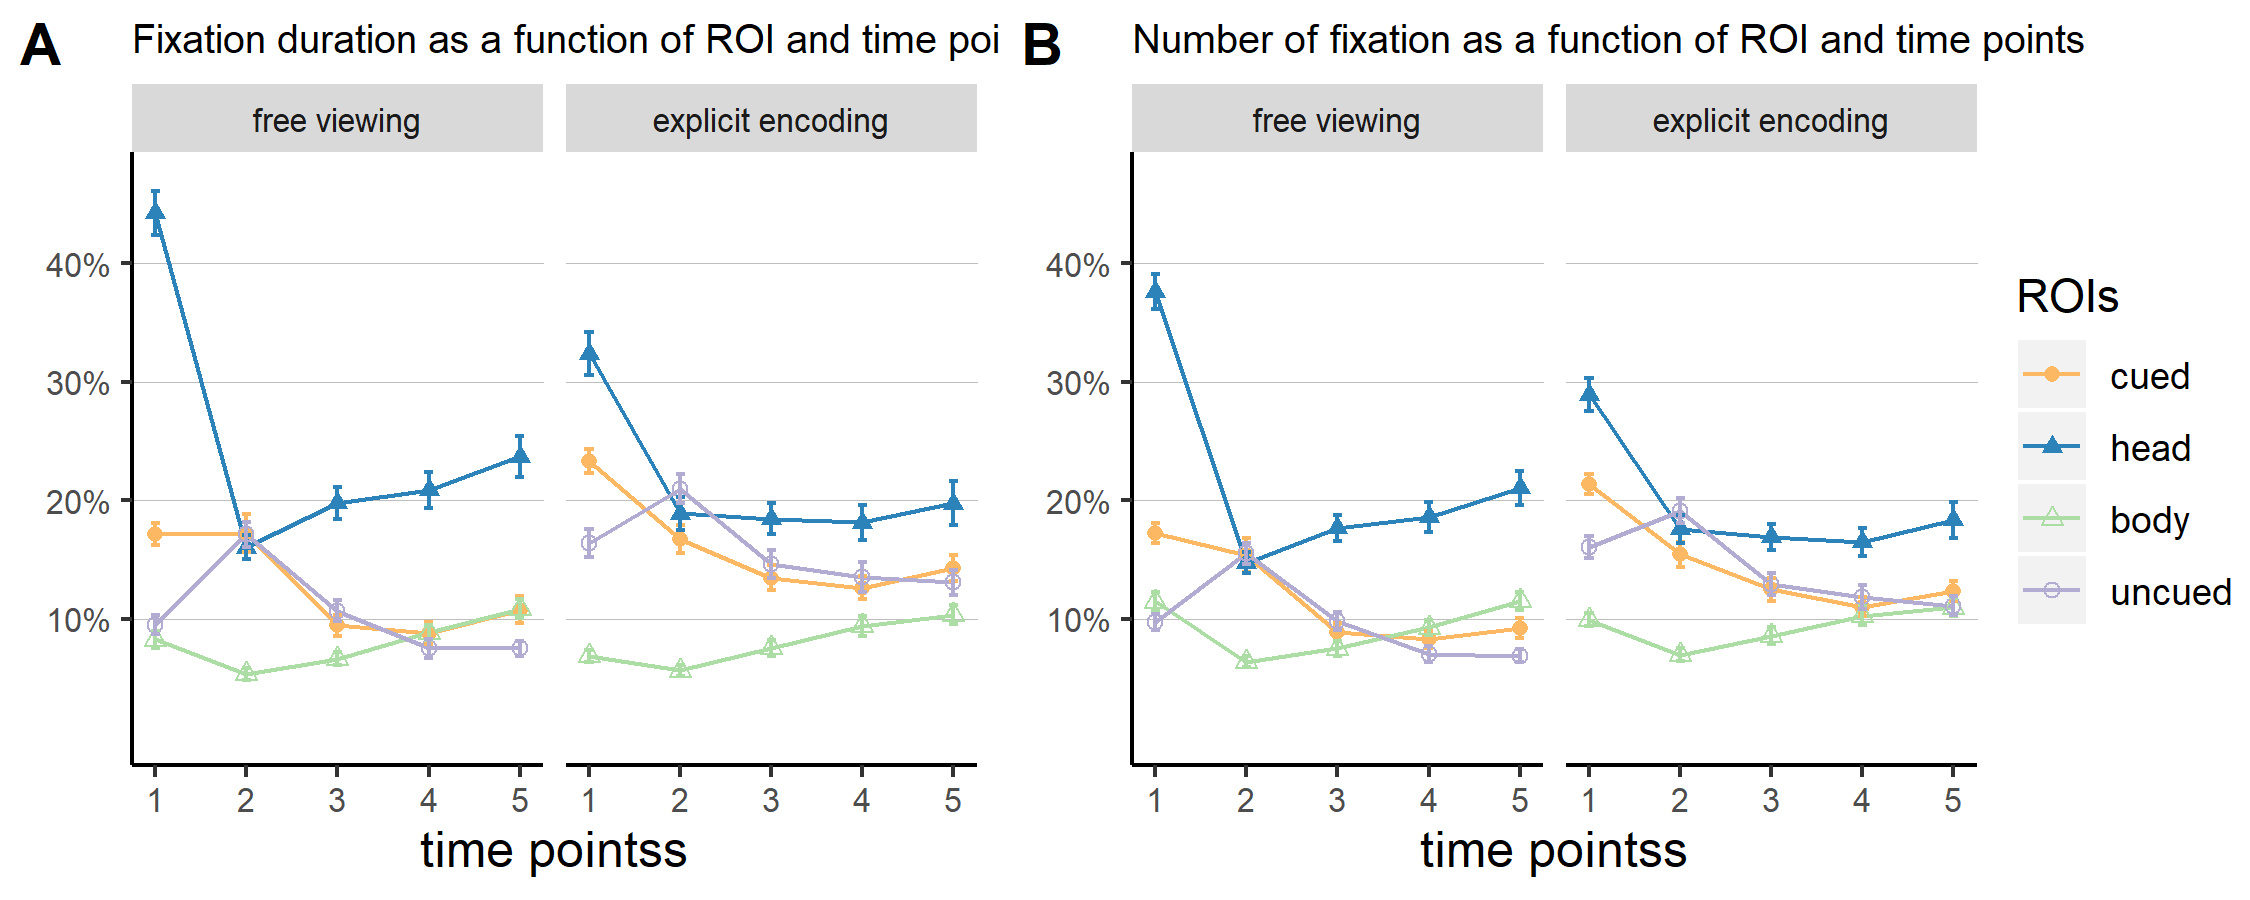 A
Fixation duration as a function of ROI and time poi
free viewing
explicit encoding
40%
30%
20%
10%
1 2 3 4 5
1 2 3 4 5
time pointss
B
Number of fixation as a function of ROI and time points
free viewing
explicit encoding
40%
30%
20%
10%
1 2 3 4 5
1 2 3 4 5
time pointss
ROIs
cued
head
body
uncued